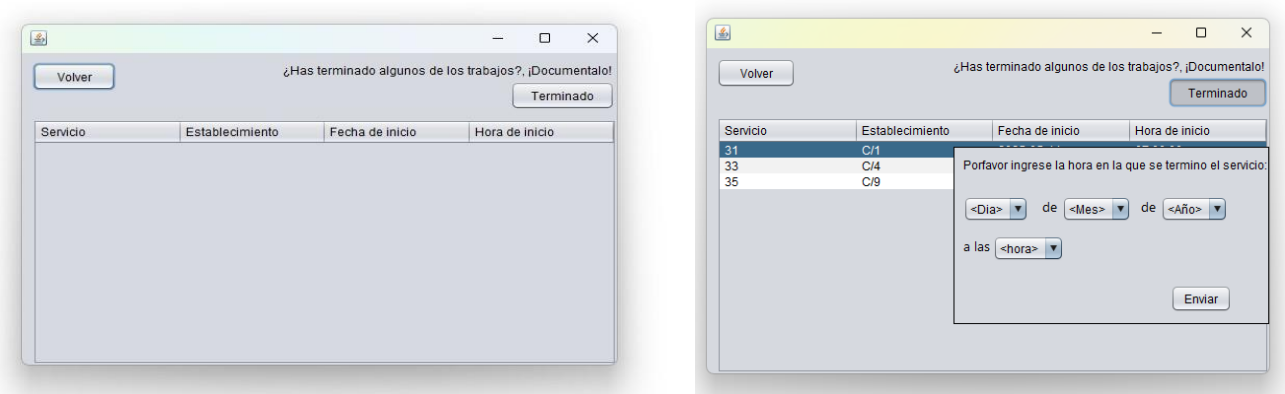 Volver
¿Has terminado algunos de los trabajos?, ¡Documentalo!
Terminado
Servicio Establecimiento Fecha de inicio Hora de inicio
Volver
¿Has terminado algunos de los trabajos?, ¡Documentalo!
Terminado
Servicio Establecimiento Fecha de inicio Hora de inicio
31 C/1
33 C/4
35 C/9
Porfavor ingrese la hora en la que se termino el servicio:
<Dia> de <Mes> de <Año>
a las <hora>
Enviar